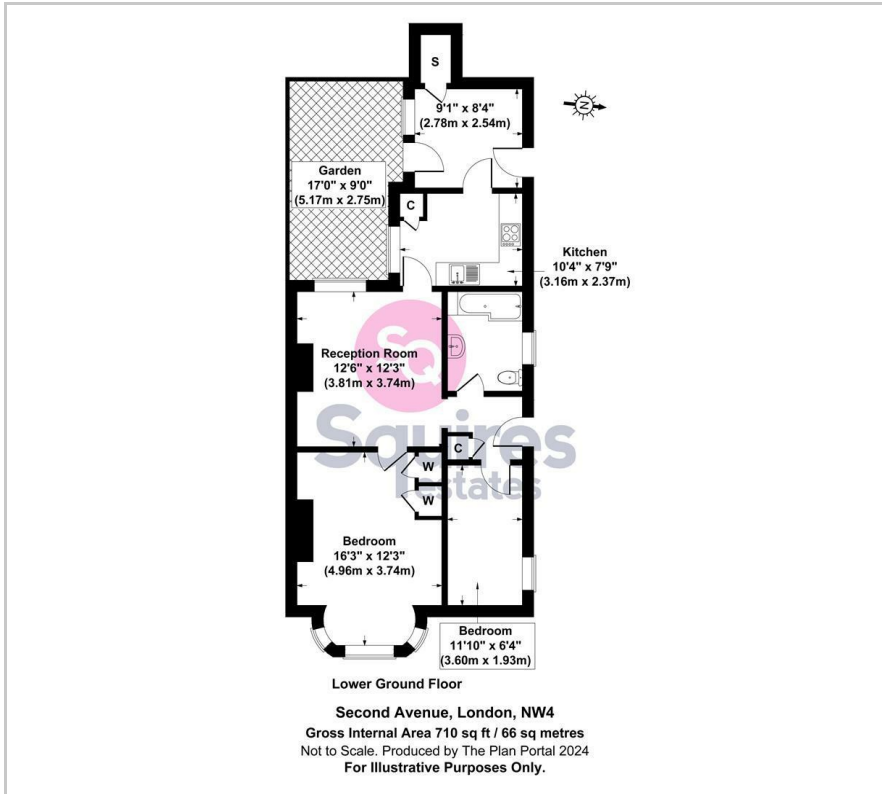 S
9'1" x 8'4"
(2.78m x 2.54m)
N
Garden
17'0" x 9'0"
(5.17m x 2.75m)
C
Kitchen
10'4" x 7'9"
(3.16m x 2.37m)
SQ
Reception Room
12'6" x 12'3"
(3.81m x 3.74m)
Squires
estates
C
W
W
Bedroom
16'3" x 12'3"
(4.96m x 3.74m)
Bedroom
11'10" x 6'4"
(3.60m x 1.93m)
Lower Ground Floor
Second Avenue, London, NW4
Gross Internal Area 710 sq ft / 66 sq metres
Not to Scale. Produced by The Plan Portal 2024
For Illustrative Purposes Only.